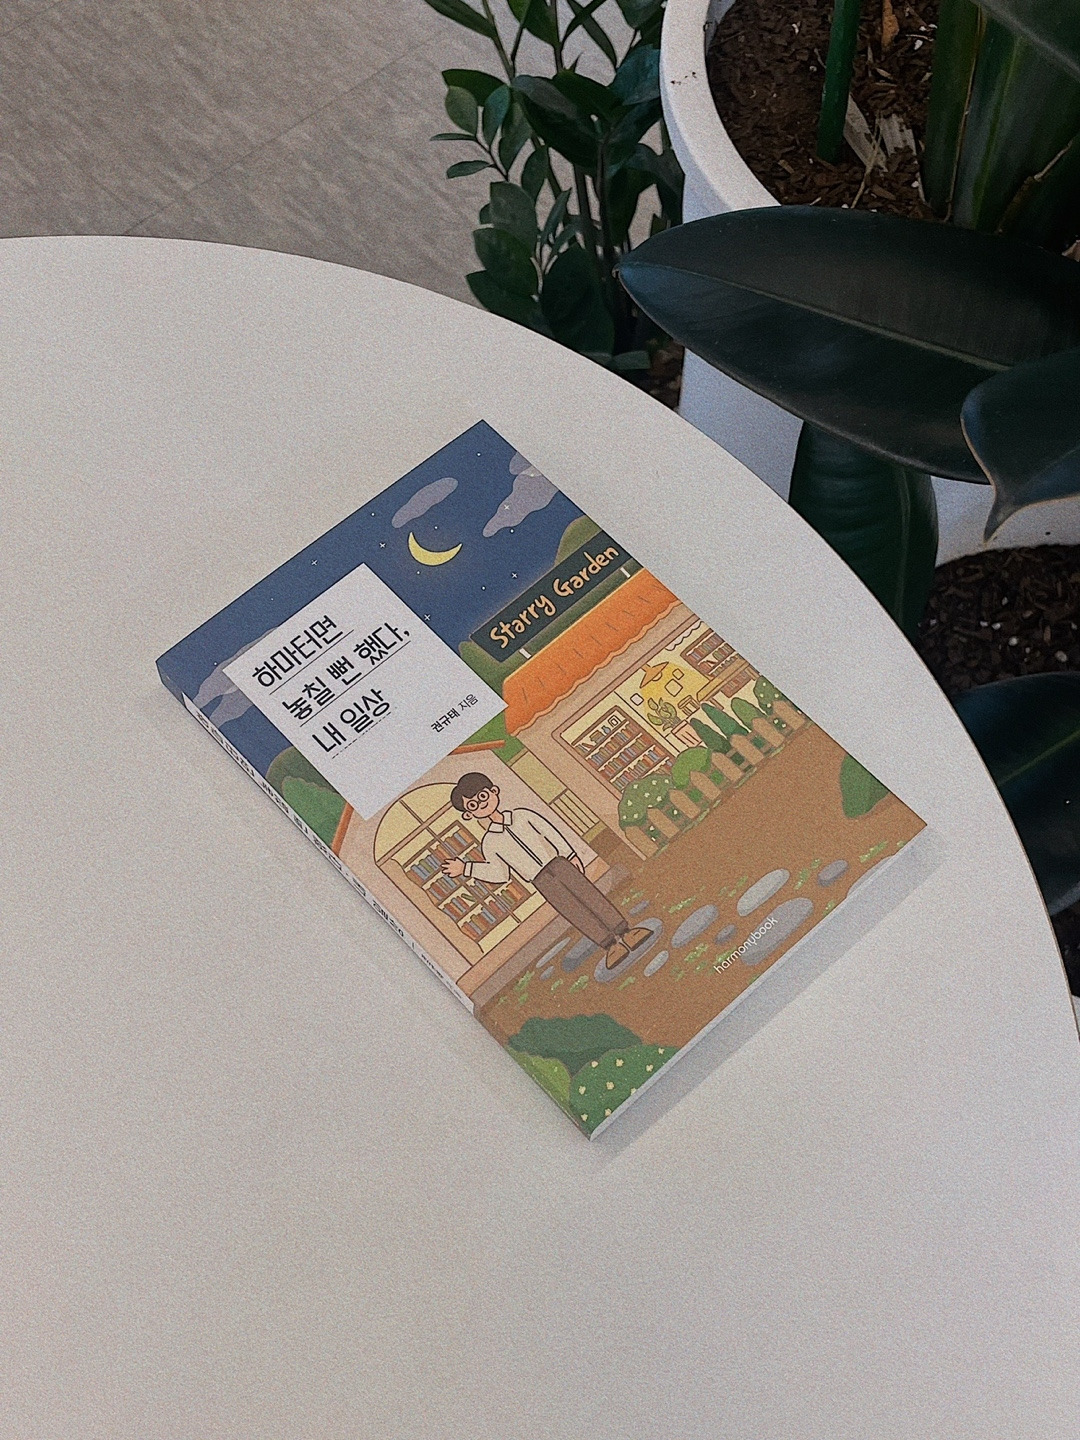 하마터면
놓칠 뻔 했다,
내 일상
권규태 지음
Starry Garden
harmonybook